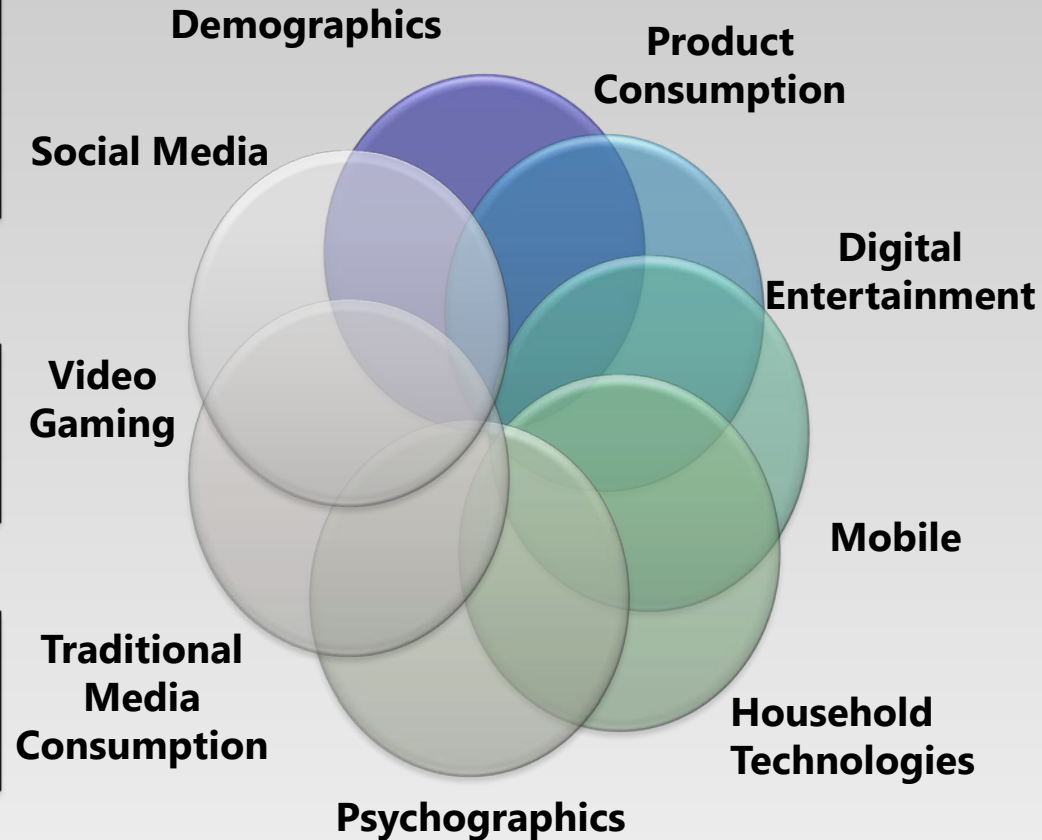 Demographics
Product
Consumption
Social Media
Digital
Entertainment
Video
Gaming
Mobile
Traditional
Media
Consumption
Household
Technologies
Psychographics